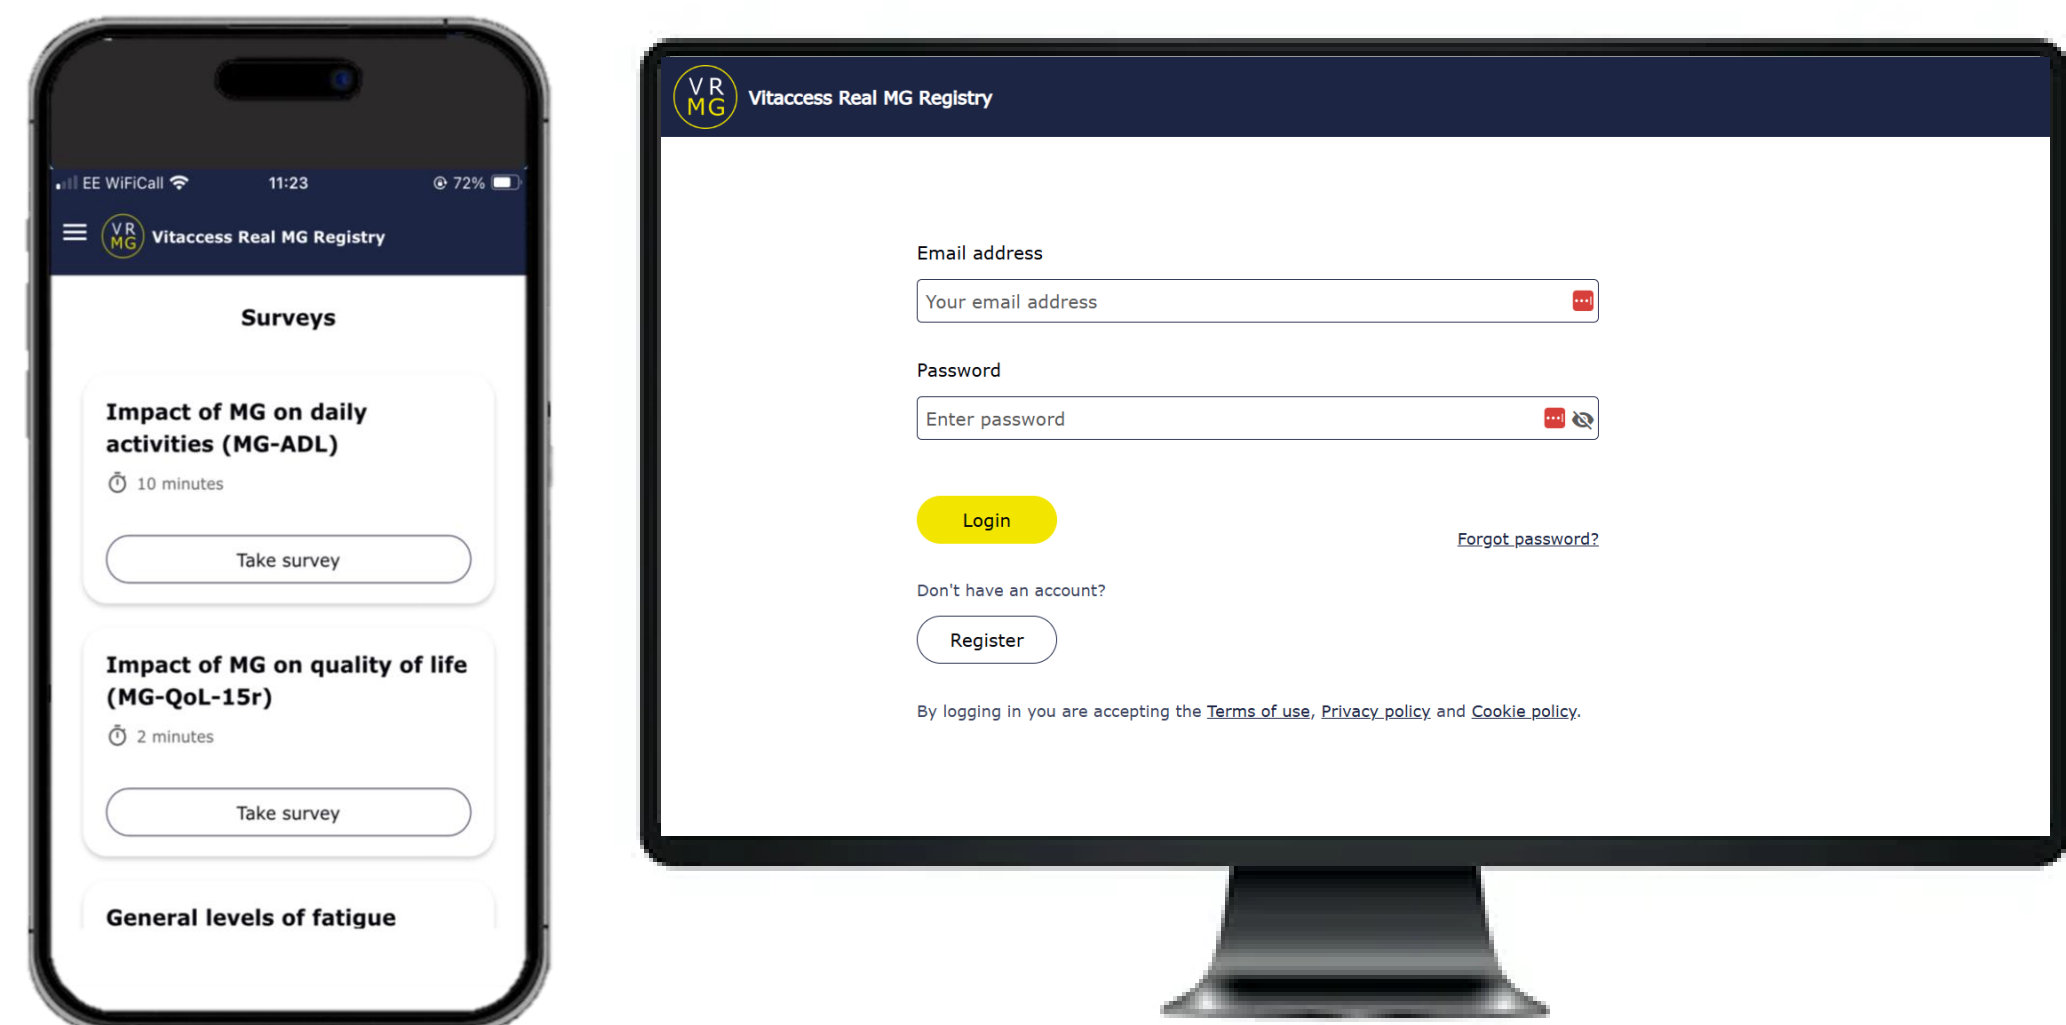 EE WiFiCall 11:23 72%
VR
MG
Vitaccess Real MG Registry
Surveys
Impact of MG on daily
activities (MG-ADL)
10 minutes
Take survey
Impact of MG on quality of life
(MG-QoL-15r)
2 minutes
Take survey
General levels of fatigue
VR
MG
Vitaccess Real MG Registry
Email address
Your email address
Password
Enter password
Login
Forgot password?
Don't have an account?
Register
By logging in you are accepting the Terms of use, Privacy policy and Cookie policy.